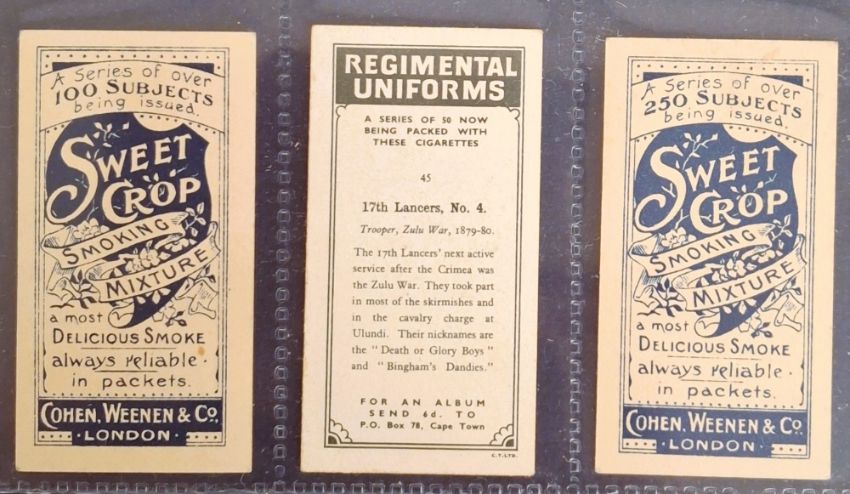 A Series of over
100 SUBJECTS
being issued.
SWEET
CROP
SMOKING
MIXTURE
a most
DELICIOUS SMOKE
always reliable
in packets.
COHEN, WEENEN & Co.,
· LONDON ·
REGIMENTAL
UNIFORMS
A SERIES OF 50 NOW
BEING PACKED WITH
THESE CIGARETTES
45
17th Lancers, No. 4.
Trooper, Zulu War, 1879-80.
The 17th Lancers' next active
service after the Crimea was
the Zulu War. They took part
in most of the skirmishes and
in the cavalry charge at
Ulundi. Their nicknames are
the "Death or Glory Boys"
and "Bingham's Dandies."
FOR AN ALBUM
SEND 6d. TO
P.O. Box 78, Cape Town
C.T. LTD.
A Series of over
250 SUBJECTS
being issued.
SWEET
CROP
SMOKING
MIXTURE
a most
DELICIOUS SMOKE
always reliable
in packets.
COHEN, WEENEN & Co.
· LONDON ·